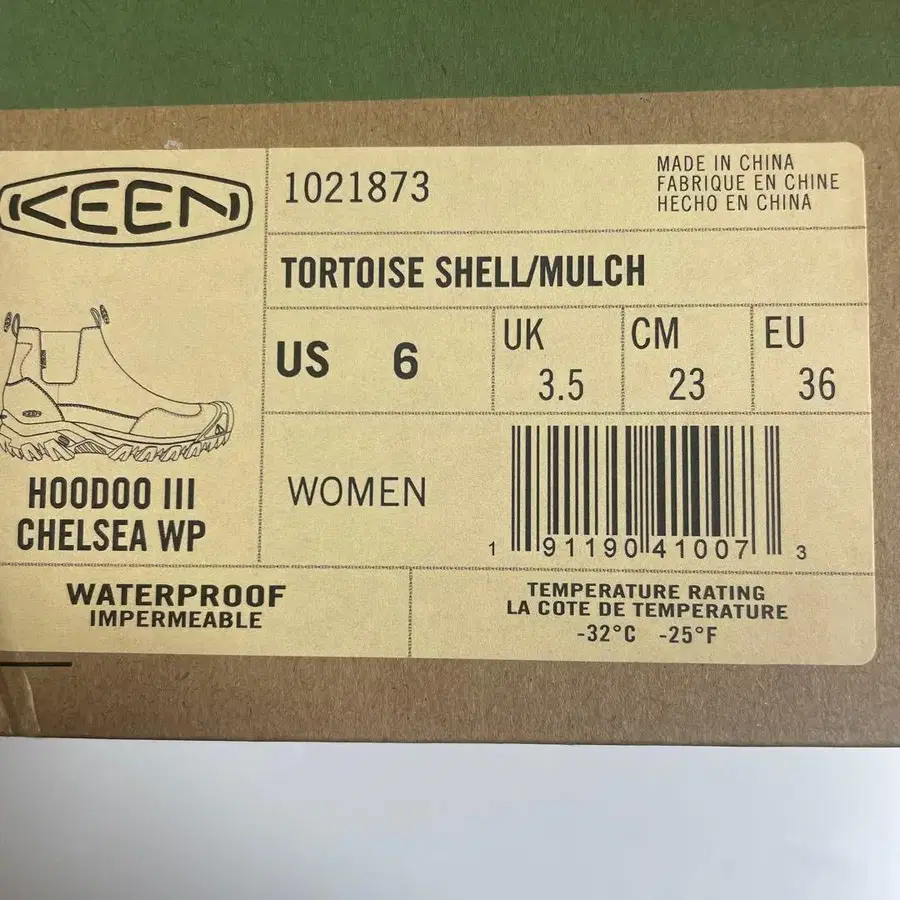 KEEN
1021873
MADE IN CHINA
FABRIQUE EN CHINE
HECHO EN CHINA
TORTOISE SHELL/MULCH
US 6
UK 3.5
CM 23
EU 36
KEEN
HOODOO III
CHELSEA WP
WOMEN
1 91190 41007 3
WATERPROOF
IMPERMEABLE
TEMPERATURE RATING
LA COTE DE TEMPERATURE
-32°C -25°F